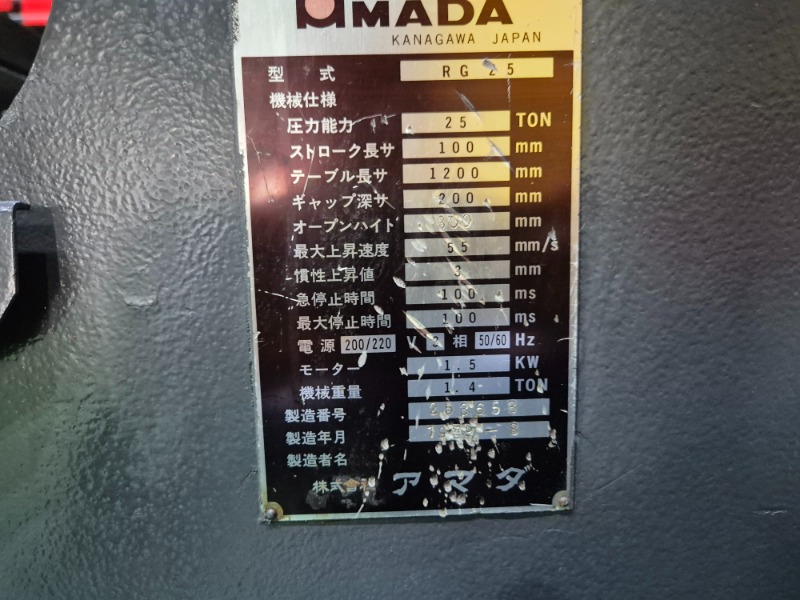 AMADA
KANAGAWA JAPAN
型式 RG 25
機械仕様
圧力能力 25 TON
ストローク長サ 100 mm
テーブル長サ 1200 mm
ギャップ深サ 200 mm
オープンハイト 300 mm
最大上昇速度 55 mm/s
慣性上昇値 3 mm
急停止時間 100 ms
最大停止時間 100 ms
電源 200/220 V 3 相 50/60 Hz
モーター 1.5 KW
機械重量 1.4 TON
製造番号
製造年月
製造者名
株式会社 アマダ